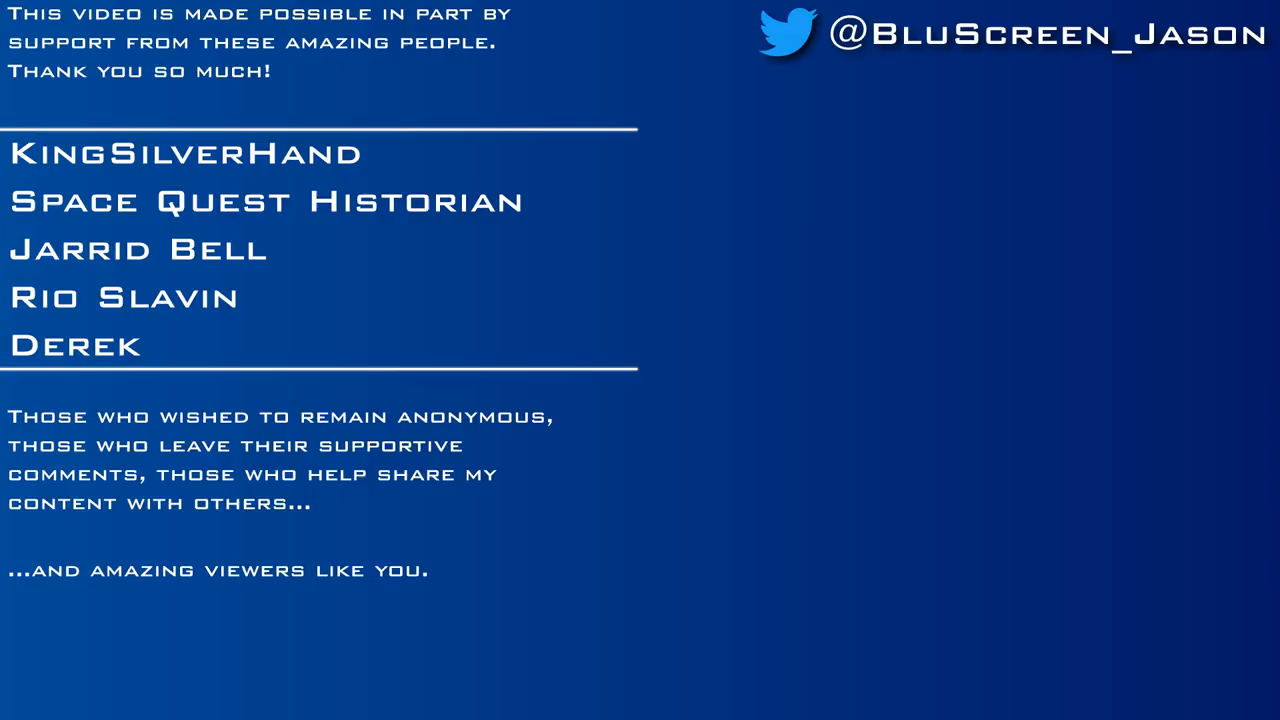 This video is made possible in part by
support from these amazing people.
Thank you so much!
@BluScreen_Jason
KingSilverHand
Space Quest Historian
Jarrid Bell
Rio Slavin
Derek
Those who wished to remain anonymous,
those who leave their supportive
comments, those who help share my
content with others...
...and amazing viewers like you.